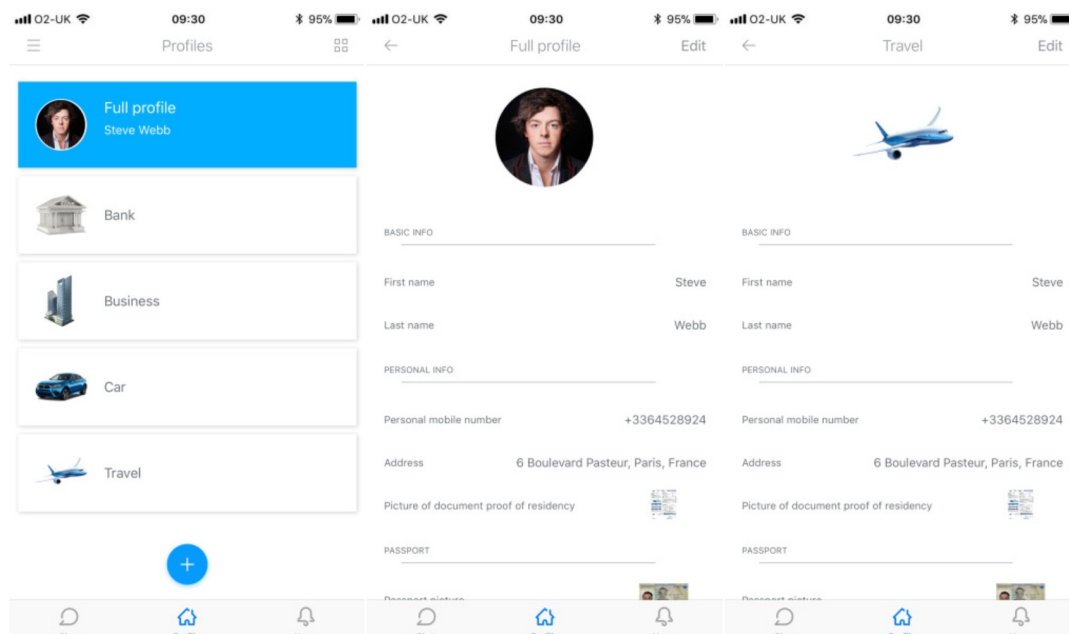 O2-UK 09:30 95%
Profiles
Full profile
Steve Webb
Bank
Business
Car
Travel
O2-UK 09:30 95%
Full profile Edit
BASIC INFO
First name Steve
Last name Webb
PERSONAL INFO
Personal mobile number +3364528924
Address 6 Boulevard Pasteur, Paris, France
Picture of document proof of residency
PASSPORT
Passport picture
O2-UK 09:30 95%
Travel Edit
BASIC INFO
First name Steve
Last name Webb
PERSONAL INFO
Personal mobile number +3364528924
Address 6 Boulevard Pasteur, Paris, France
Picture of document proof of residency
PASSPORT
Passport picture